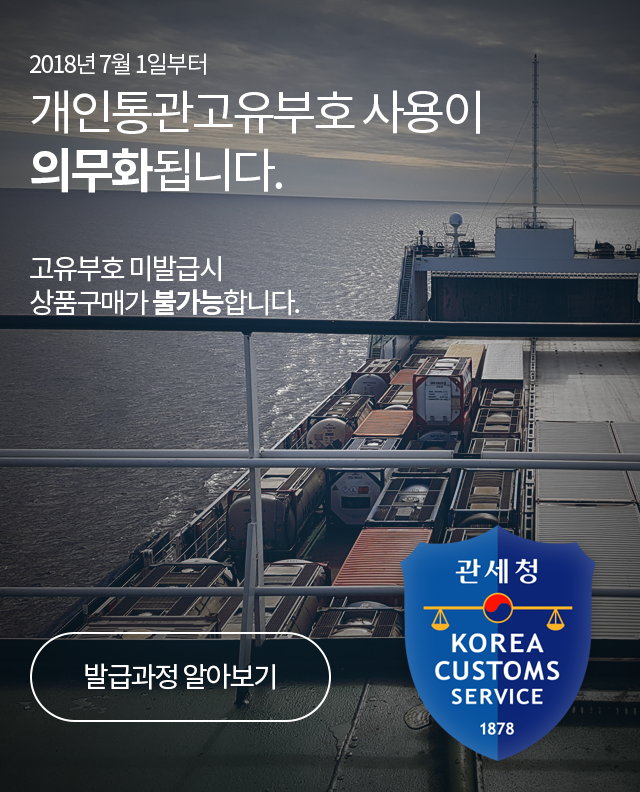 2018년 7월 1일부터
개인통관고유부호 사용이
의무화됩니다.
고유부호 미발급시
상품구매가 불가능합니다.
관세청
KOREA
CUSTOMS
SERVICE
1878
발급과정 알아보기